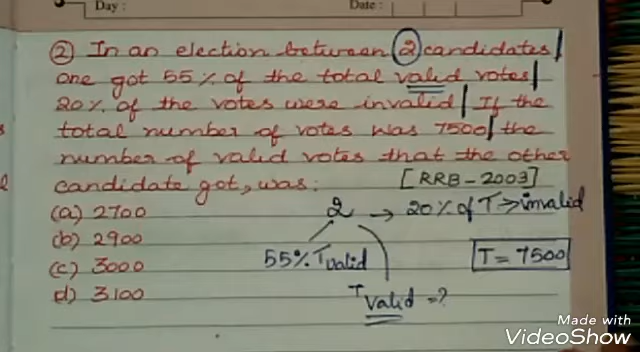 Day : Date :
② In an election between 2 candidates
one got 55% of the total valid votes
20% of the votes were invalid If the
total number of votes was 7500 the
number of valid votes that the other
candidate got, was: [RRB-2003]
(a) 2700
(b) 2900
(c) 3000
(d) 3100
2 → 20% of T → invalid
55% T valid
T = 7500
T valid = ?
Made with
VideoShow